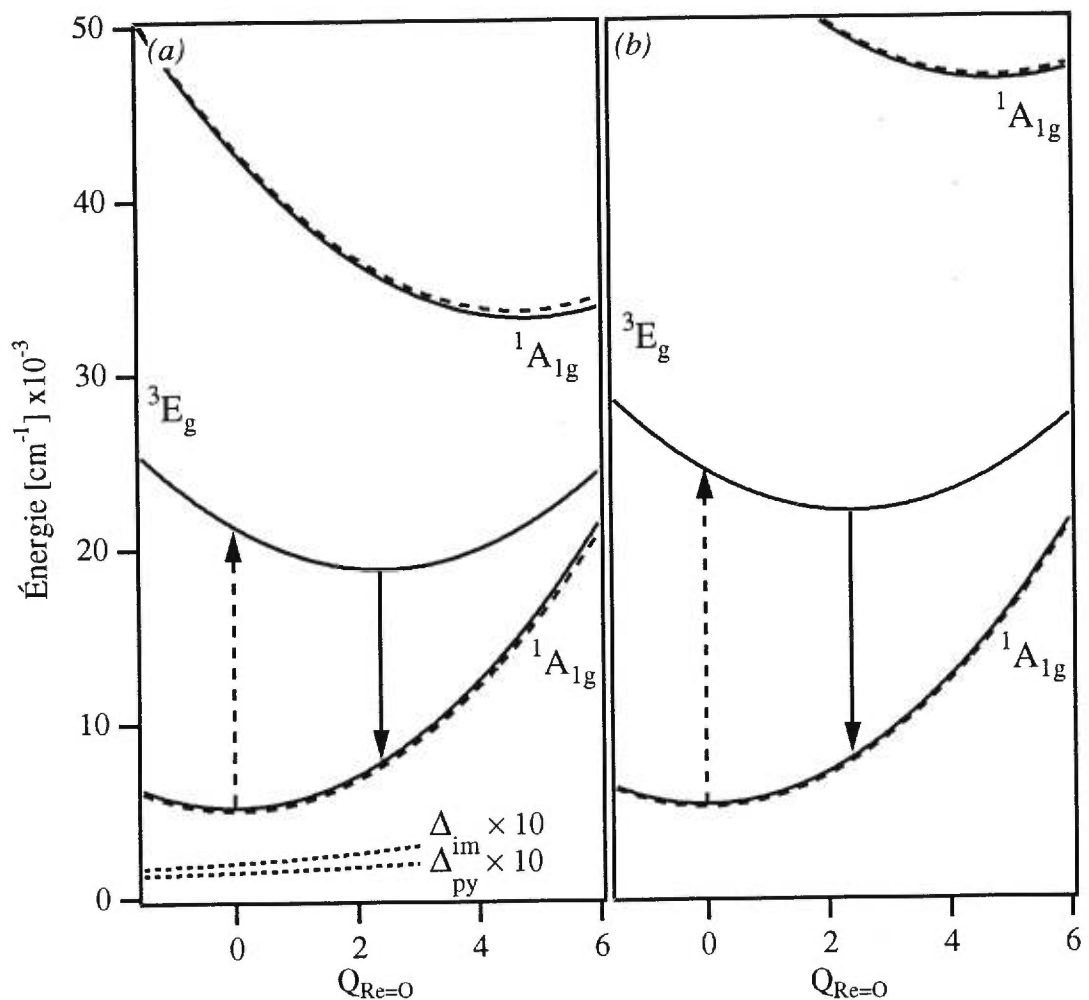 50
(a)
(b)
¹A₁g
40
¹A₁g
30
³Eg
³Eg
Énergie [cm⁻¹] x10⁻³
20
¹A₁g
¹A₁g
10
Δim × 10
Δpy × 10
0
0 2 4 6
0 2 4 6
QRe=O
QRe=O